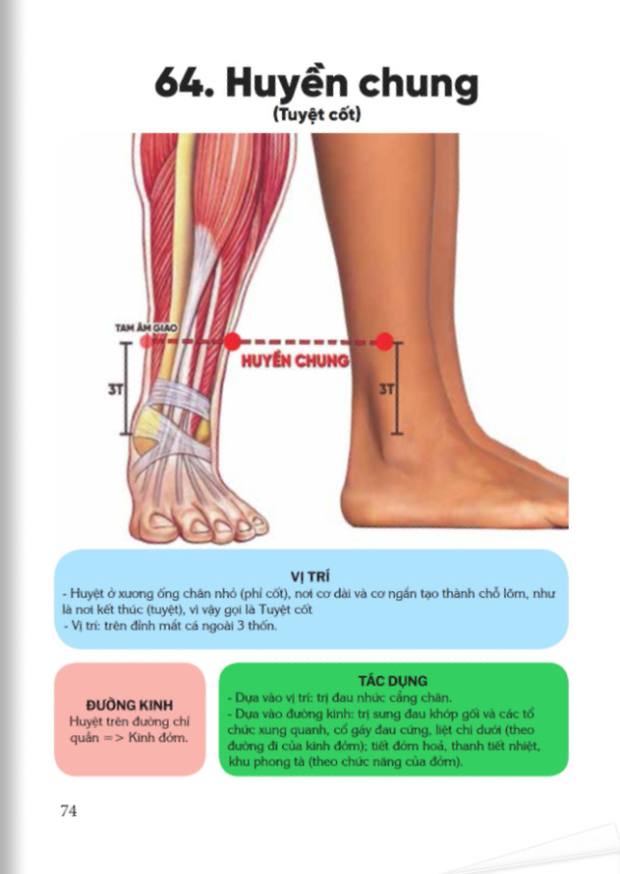 64. Huyền chung
(Tuyệt cốt)
TAM ÂM GIAO
HUYỀN CHUNG
3T
3T
VỊ TRÍ
- Huyệt ở xương ống chân nhỏ (phí cốt), nơi cơ dài và cơ ngắn tạo thành chỗ lõm, như
là nơi kết thúc (tuyệt), vì vậy gọi là Tuyệt cốt
- Vị trí: trên đỉnh mắt cá ngoài 3 thốn.
ĐƯỜNG KINH
Huyệt trên đường chỉ
quần => Kinh đởm.
TÁC DỤNG
- Dựa vào vị trí: trị đau nhức cẳng chân.
- Dựa vào đường kinh: trị sưng đau khớp gối và các tổ
chức xung quanh, cổ gáy đau cứng, liệt chi dưới (theo
đường đi của kinh đởm); tiết đởm hoả, thanh tiết nhiệt,
khu phong tà (theo chức năng của đởm).
74